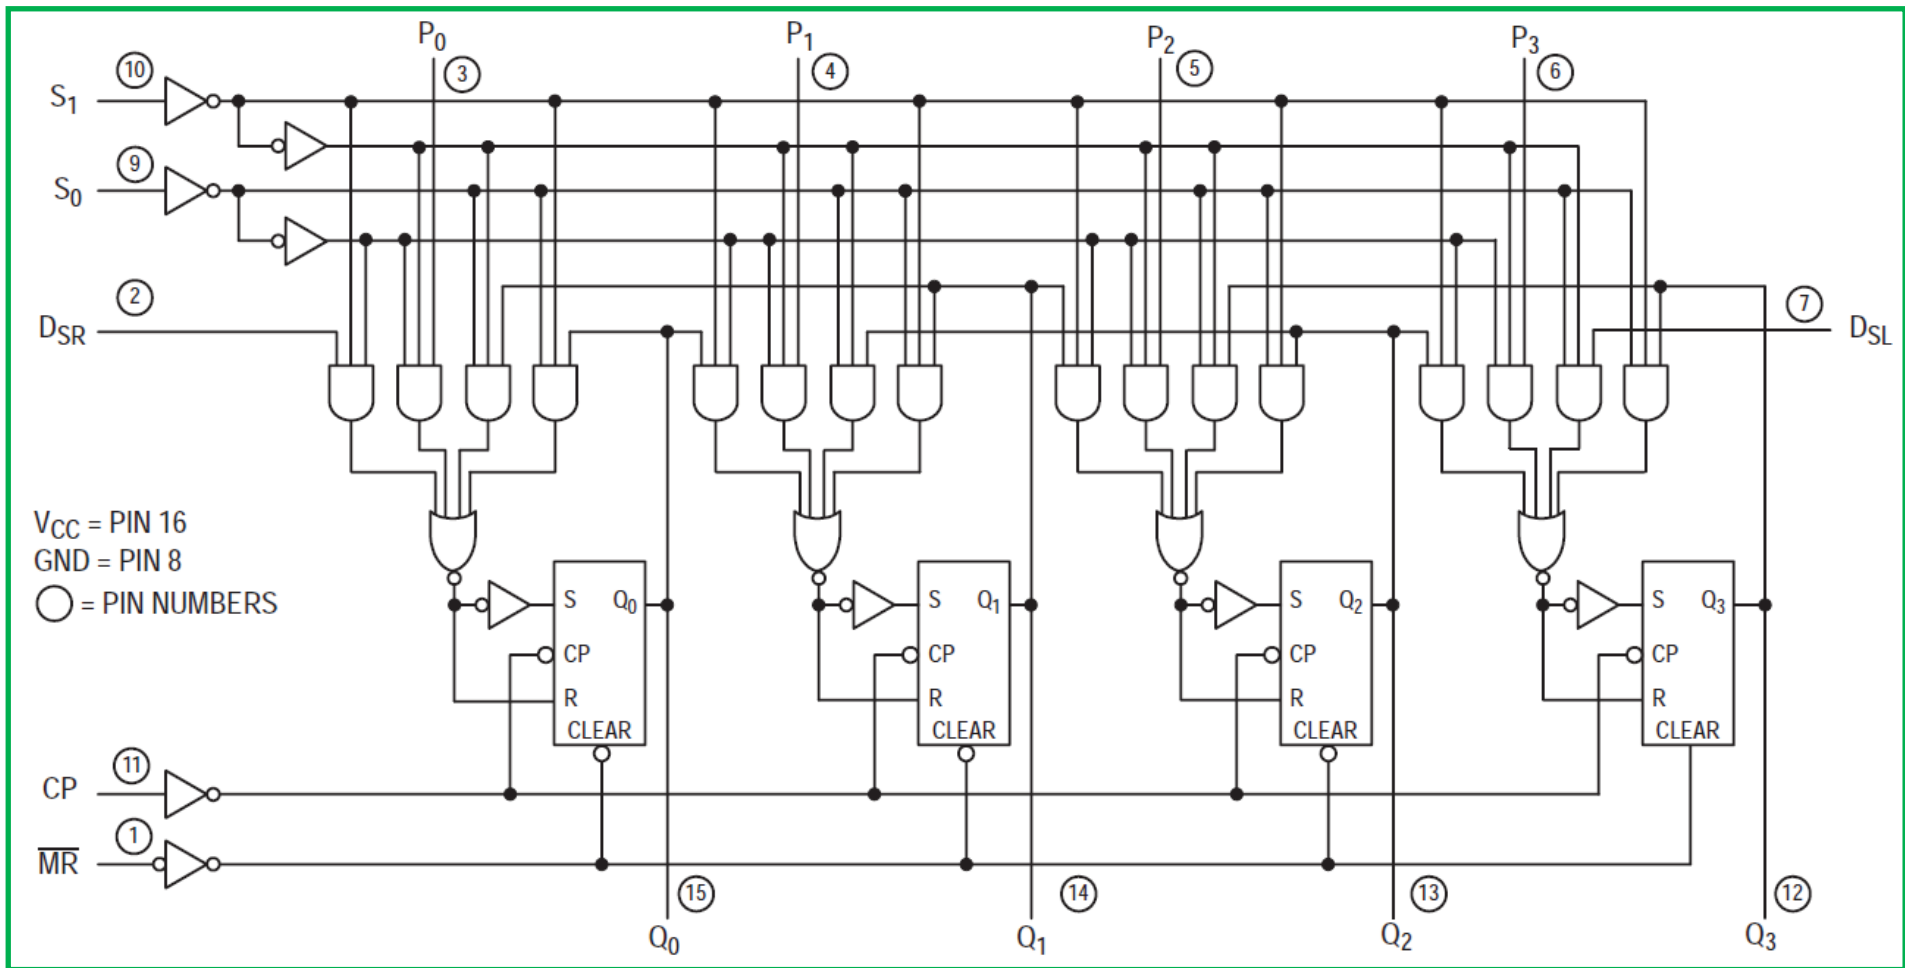 P0
P1
P2
P3
10
3
4
5
6
S1
9
S0
2
7
DSR
DSL
VCC = PIN 16
GND = PIN 8
= PIN NUMBERS
S Q0
CP
R
CLEAR
S Q1
CP
R
CLEAR
S Q2
CP
R
CLEAR
S Q3
CP
R
CLEAR
11
CP
1
M̅R̅
15
14
13
12
Q0
Q1
Q2
Q3